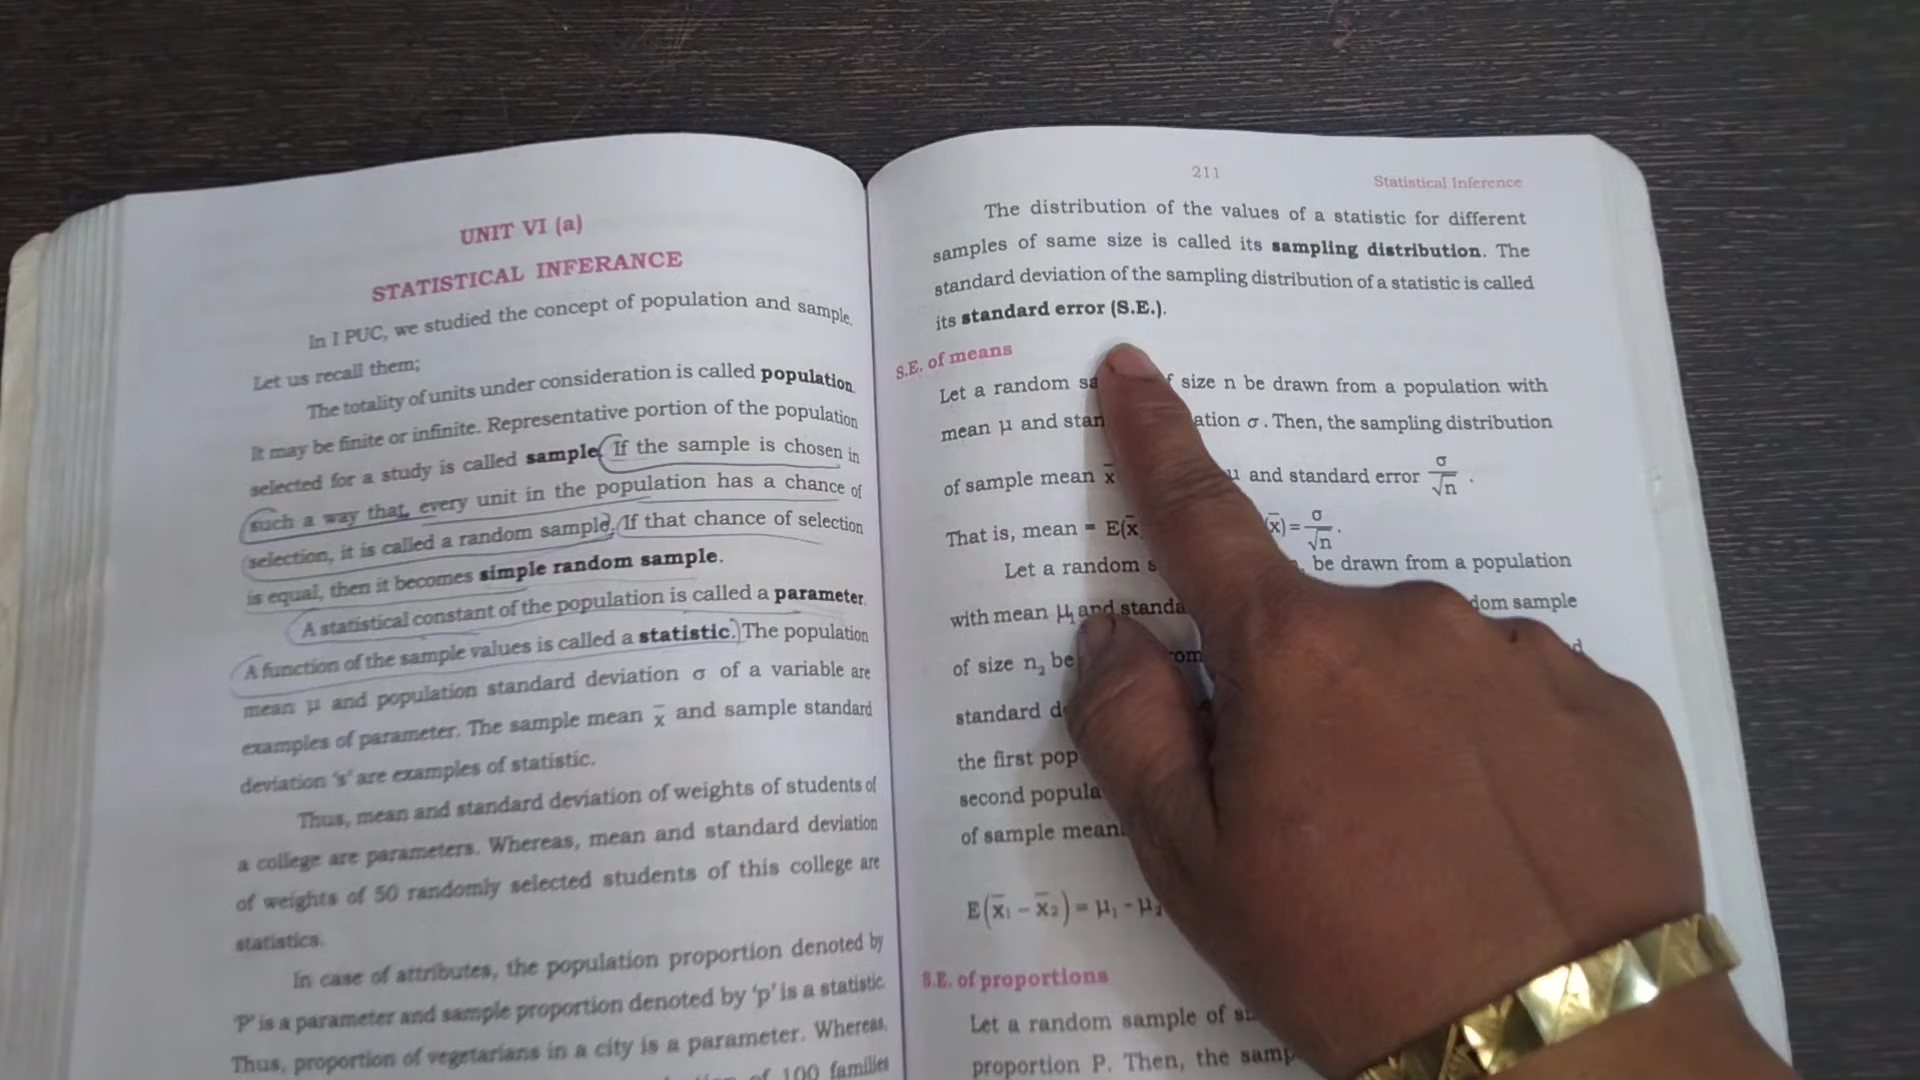 UNIT VI (a)
STATISTICAL INFERANCE
In I PUC, we studied the concept of population and sample.
Let us recall them;
The totality of units under consideration is called population.
It may be finite or infinite. Representative portion of the population
selected for a study is called sample. If the sample is chosen in
such a way that, every unit in the population has a chance of
selection, it is called a random sample. If that chance of selection
is equal, then it becomes simple random sample.
A statistical constant of the population is called a parameter.
A function of the sample values is called a statistic. The population
mean μ and population standard deviation σ of a variable are
examples of parameter. The sample mean x̄ and sample standard
deviation 's' are examples of statistic.
Thus, mean and standard deviation of weights of students of
a college are parameters. Whereas, mean and standard deviation
of weights of 50 randomly selected students of this college are
statistics.
In case of attributes, the population proportion denoted by
'P' is a parameter and sample proportion denoted by 'p' is a statistic.
Thus, proportion of vegetarians in a city is a parameter. Whereas,
of 100 families
211
Statistical Inference
The distribution of the values of a statistic for different
samples of same size is called its sampling distribution. The
standard deviation of the sampling distribution of a statistic is called
its standard error (S.E.).
S.E. of means
Let a random size n be drawn from a population with
mean μ and σ. Then, the sampling distribution
of sample mean x̄ μ and standard error σ/√n .
That is, mean = E(x̄ x̄) = σ/√n .
Let a random be drawn from a population
with mean μ₁ and sample
of size n₂ be
standard
the first
second
of sample
E(x̄₁ − x̄₂) = μ₁ − μ₂
S.E. of proportions
Let a random sample of
proportion P. Then, the